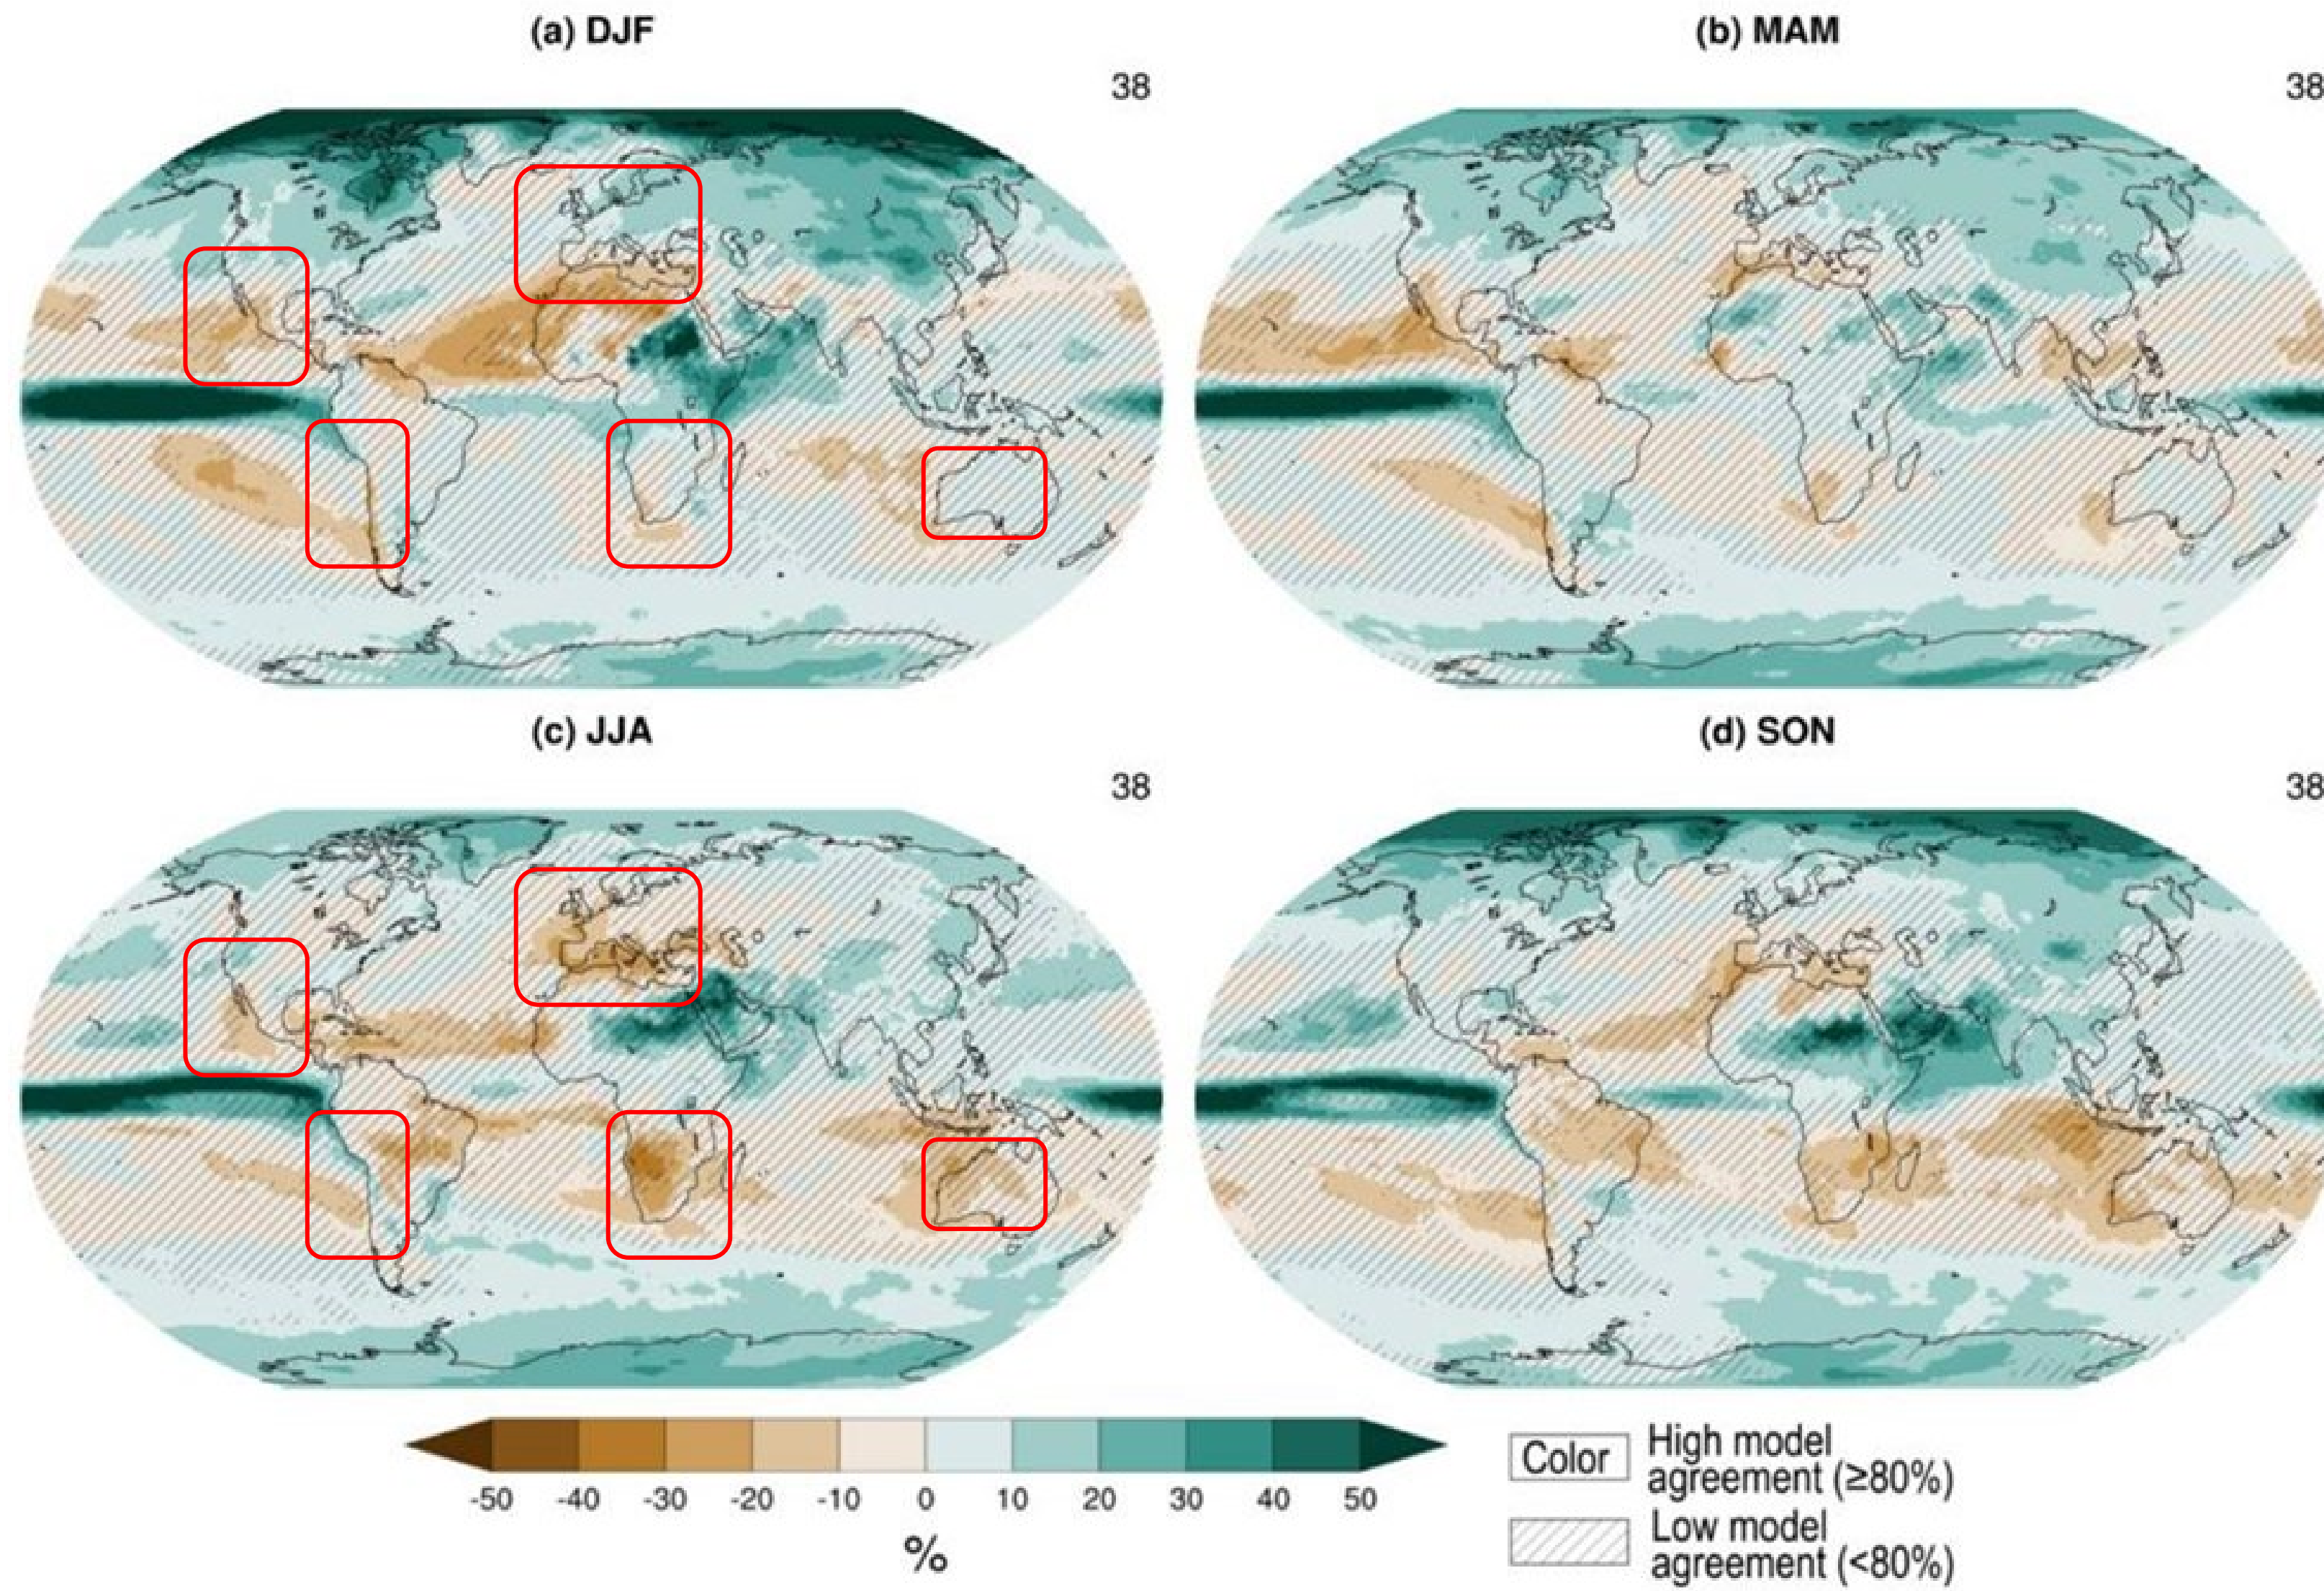 (a) DJF
(b) MAM
38
38
(c) JJA
(d) SON
38
38
-50 -40 -30 -20 -10 0 10 20 30 40 50
%
Color
High model
agreement (≥80%)
Low model
agreement (<80%)